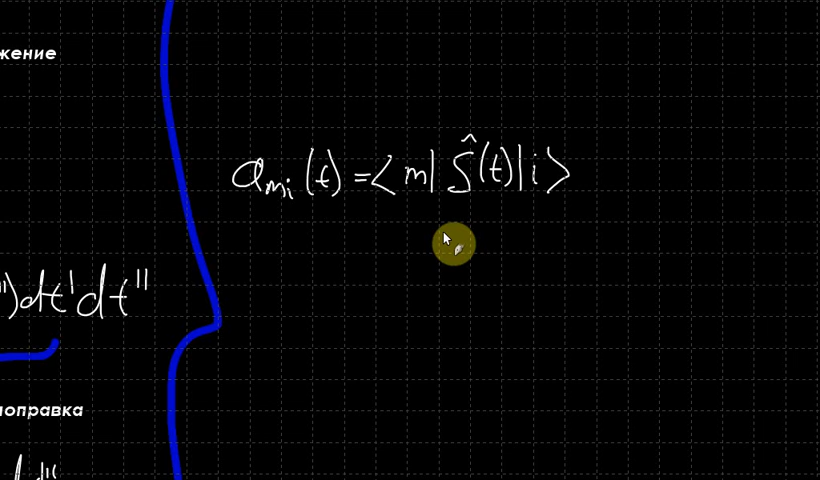 жение
a_{mi}(t) = ⟨m|Ŝ(t)|i⟩
")dt'dt"
поправка